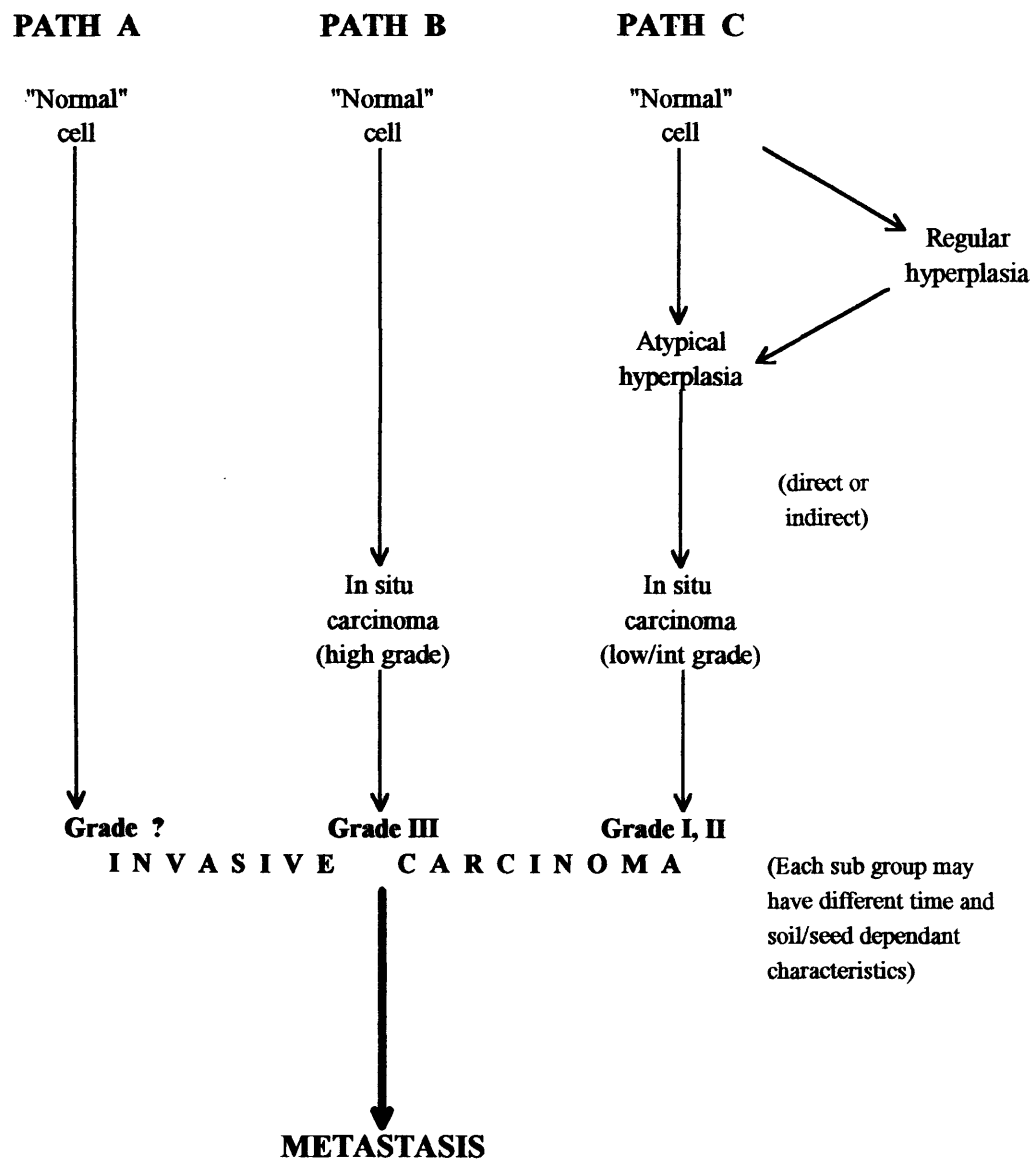 PATH A
PATH B
PATH C
"Normal"
cell
"Normal"
cell
"Normal"
cell
Regular
hyperplasia
Atypical
hyperplasia
(direct or
indirect)
In situ
carcinoma
(high grade)
In situ
carcinoma
(low/int grade)
Grade ?
Grade III
Grade I, II
INVASIVE CARCINOMA
(Each sub group may
have different time and
soil/seed dependant
characteristics)
METASTASIS